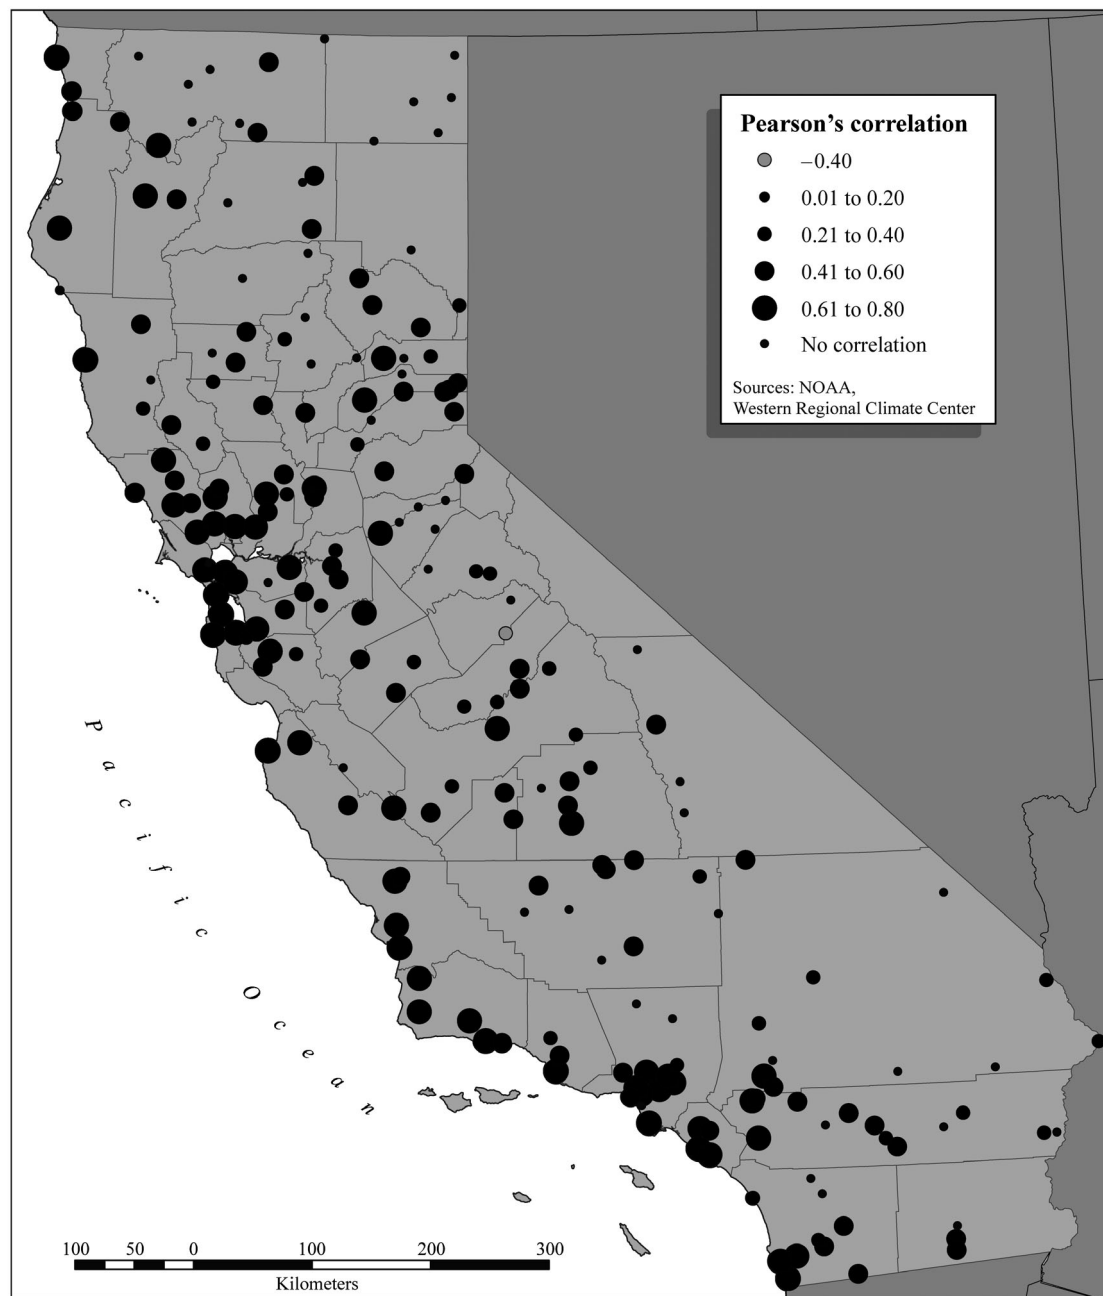 Pearson's correlation
−0.40
0.01 to 0.20
0.21 to 0.40
0.41 to 0.60
0.61 to 0.80
No correlation
Sources: NOAA,
Western Regional Climate Center
Pacific Ocean
100 50 0 100 200 300
Kilometers